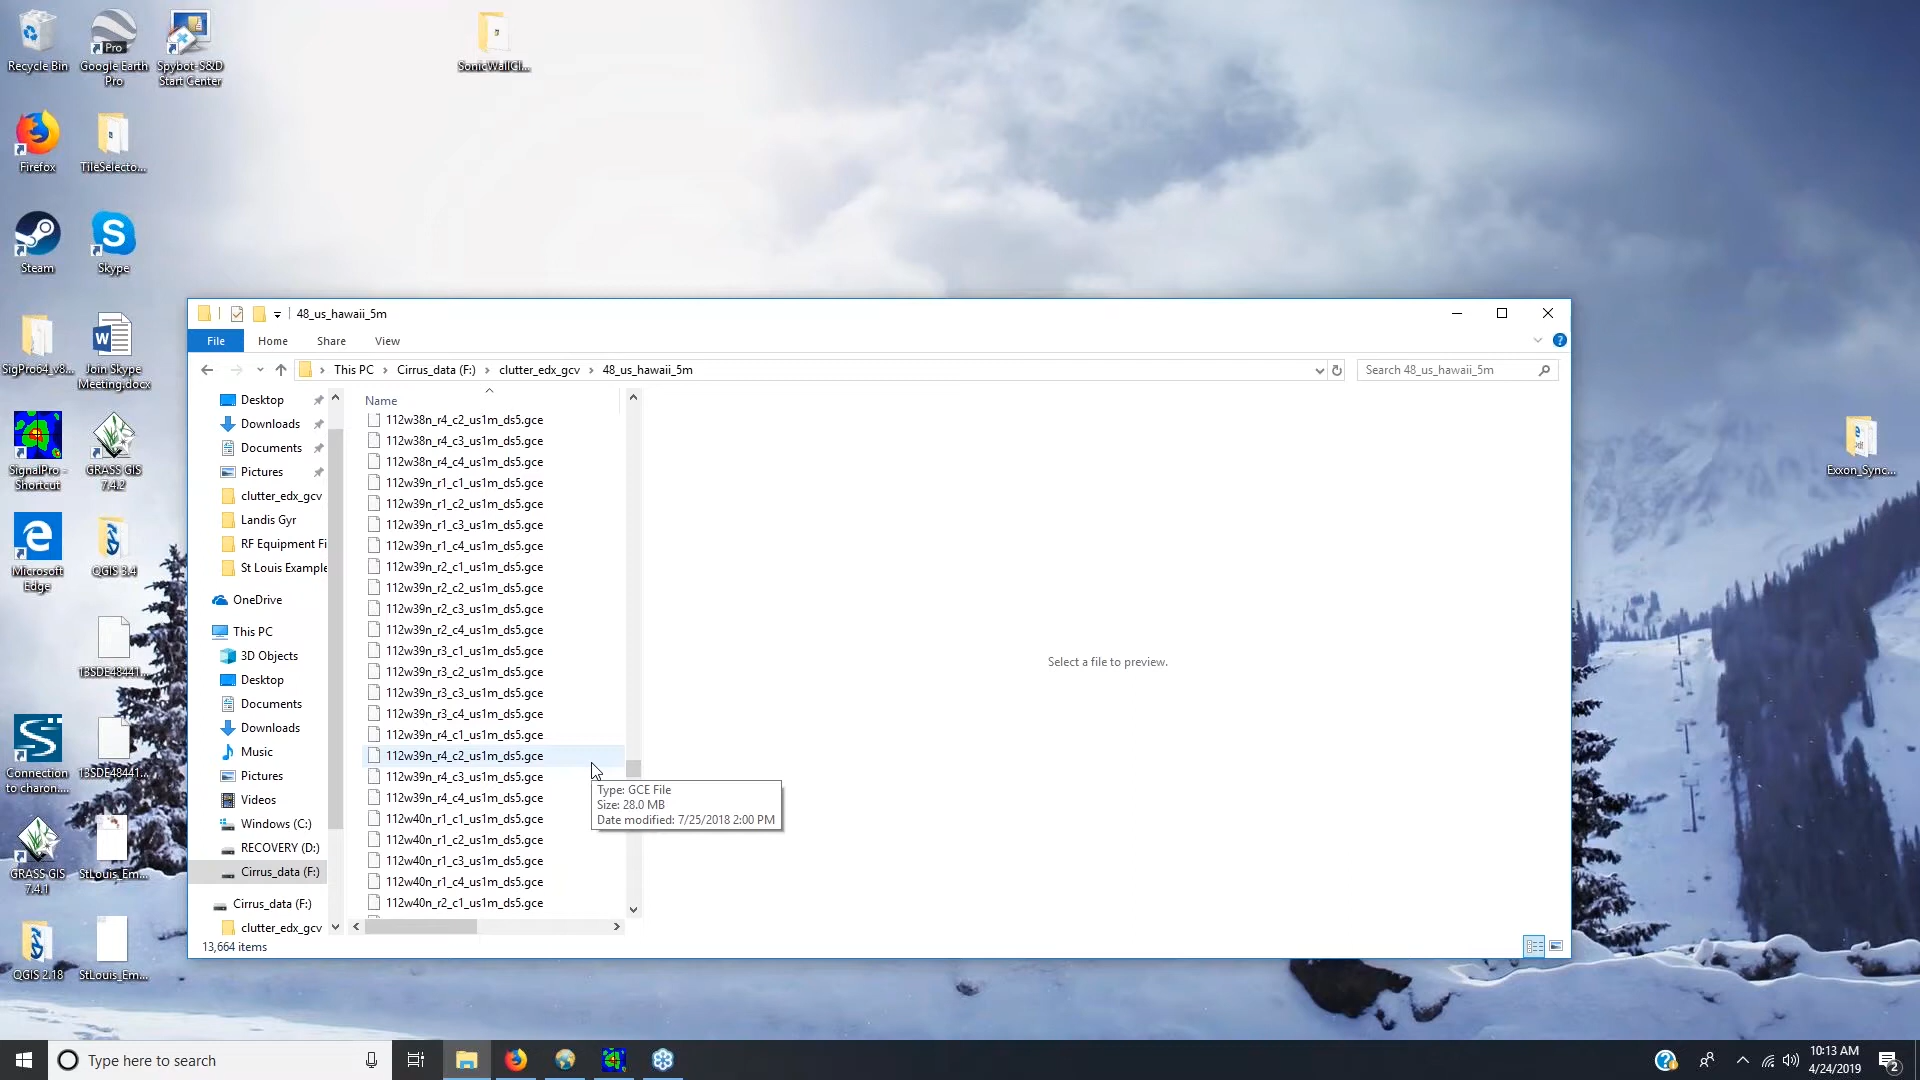 Recycle Bin
Google Earth
Pro
Pro
Spybot-S&D
Start Center
SonicWallCl...
Firefox
TileSelecto...
Steam
Skype
SigPro64_v8...
Join Skype
Meeting.docx
SignalPro -
Shortcut
GRASS GIS
7.4.2
Microsoft
Edge
QGIS 3.4
13SDE48441...
Connection
to charon....
13SDE48441...
GRASS GIS
7.4.1
StLouis_Em...
QGIS 2.18
StLouis_Em...
Exxon_Sync...
48_us_hawaii_5m
File
Home
Share
View
This PC
Cirrus_data (F:)
clutter_edx_gcv
48_us_hawaii_5m
Search 48_us_hawaii_5m
Desktop
Downloads
Documents
Pictures
clutter_edx_gcv
Landis Gyr
RF Equipment Fi
St Louis Example
OneDrive
This PC
3D Objects
Desktop
Documents
Downloads
Music
Pictures
Videos
Windows (C:)
RECOVERY (D:)
Cirrus_data (F:)
Cirrus_data (F:)
clutter_edx_gcv
Name
112w38n_r4_c2_us1m_ds5.gce
112w38n_r4_c3_us1m_ds5.gce
112w38n_r4_c4_us1m_ds5.gce
112w39n_r1_c1_us1m_ds5.gce
112w39n_r1_c2_us1m_ds5.gce
112w39n_r1_c3_us1m_ds5.gce
112w39n_r1_c4_us1m_ds5.gce
112w39n_r2_c1_us1m_ds5.gce
112w39n_r2_c2_us1m_ds5.gce
112w39n_r2_c3_us1m_ds5.gce
112w39n_r2_c4_us1m_ds5.gce
112w39n_r3_c1_us1m_ds5.gce
112w39n_r3_c2_us1m_ds5.gce
112w39n_r3_c3_us1m_ds5.gce
112w39n_r3_c4_us1m_ds5.gce
112w39n_r4_c1_us1m_ds5.gce
112w39n_r4_c2_us1m_ds5.gce
112w39n_r4_c3_us1m_ds5.gce
112w39n_r4_c4_us1m_ds5.gce
112w40n_r1_c1_us1m_ds5.gce
112w40n_r1_c2_us1m_ds5.gce
112w40n_r1_c3_us1m_ds5.gce
112w40n_r1_c4_us1m_ds5.gce
112w40n_r2_c1_us1m_ds5.gce
Type: GCE File
Size: 28.0 MB
Date modified: 7/25/2018 2:00 PM
Select a file to preview.
13,664 items
Type here to search
10:13 AM
4/24/2019
2